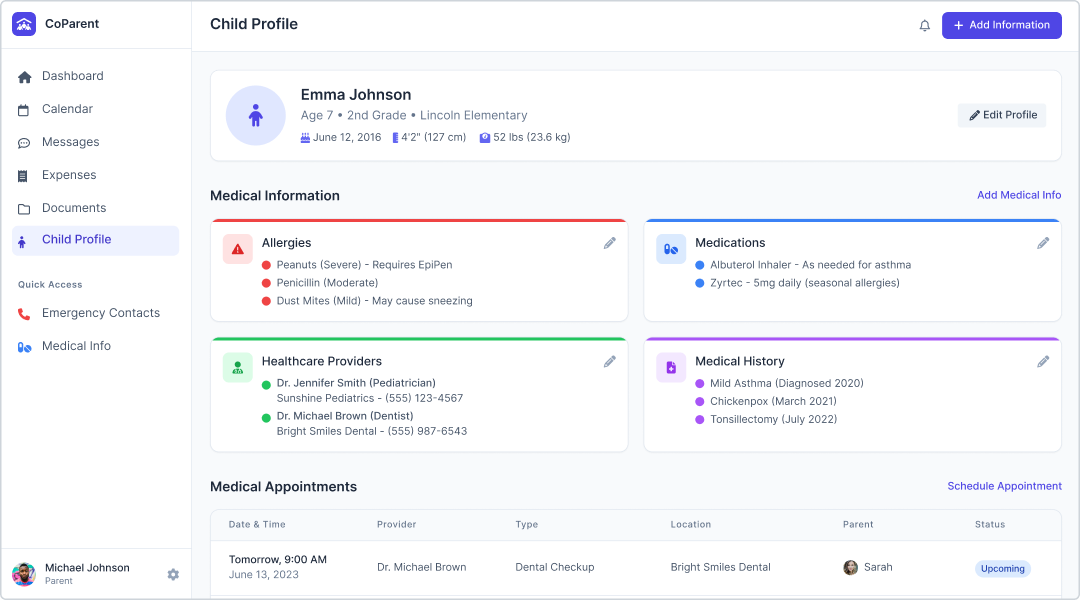 CoParent
Dashboard
Calendar
Messages
Expenses
Documents
Child Profile
Quick Access
Emergency Contacts
Medical Info
Michael Johnson
Parent
Child Profile
Add Information
Emma Johnson
Age 7 • 2nd Grade • Lincoln Elementary
June 12, 2016 4'2" (127 cm) 52 lbs (23.6 kg)
Edit Profile
Medical Information
Add Medical Info
Allergies
Peanuts (Severe) - Requires EpiPen
Penicillin (Moderate)
Dust Mites (Mild) - May cause sneezing
Medications
Albuterol Inhaler - As needed for asthma
Zyrtec - 5mg daily (seasonal allergies)
Healthcare Providers
Dr. Jennifer Smith (Pediatrician)
Sunshine Pediatrics - (555) 123-4567
Dr. Michael Brown (Dentist)
Bright Smiles Dental - (555) 987-6543
Medical History
Mild Asthma (Diagnosed 2020)
Chickenpox (March 2021)
Tonsillectomy (July 2022)
Medical Appointments
Schedule Appointment
Date & Time Provider Type Location Parent Status
Tomorrow, 9:00 AM
June 13, 2023
Dr. Michael Brown Dental Checkup Bright Smiles Dental Sarah Upcoming